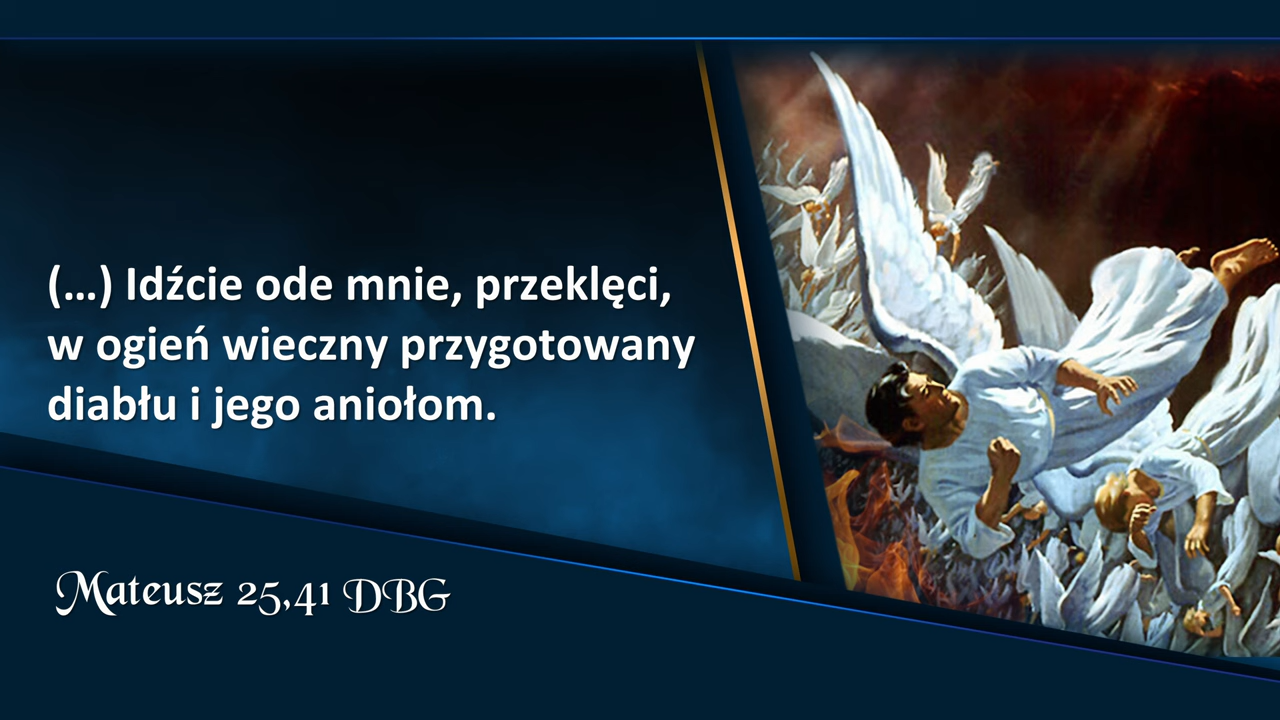 (...) Idźcie ode mnie, przeklęci,
w ogień wieczny przygotowany
diabłu i jego aniołom.
Mateusz 25,41 DBG